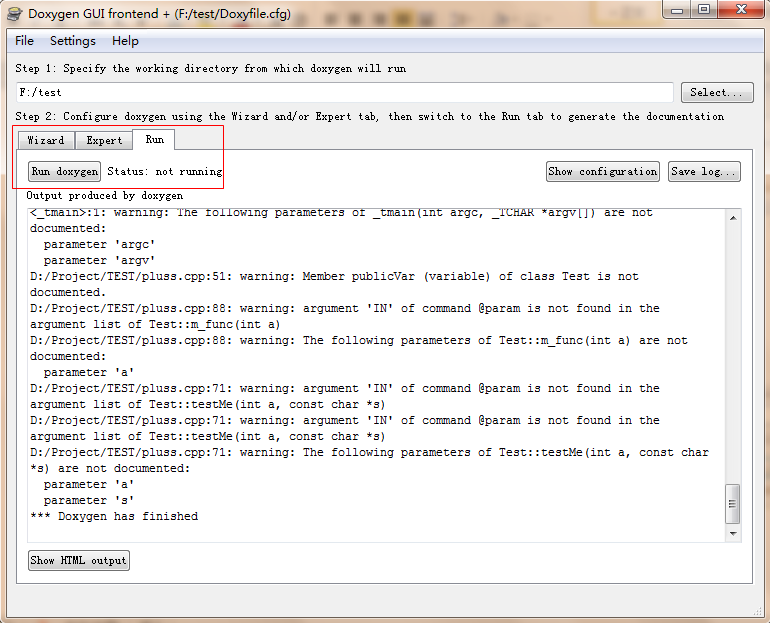 Doxygen GUI frontend + (F:/test/Doxyfile.cfg)
File Settings Help
Step 1: Specify the working directory from which doxygen will run
F:/test Select...
Step 2: Configure doxygen using the Wizard and/or Expert tab, then switch to the Run tab to generate the documentation
Wizard Expert Run
Run doxygen Status: not running Show configuration Save log...
Output produced by doxygen
<_tmain>:1: warning: The following parameters of _tmain(int argc, _TCHAR *argv[]) are not
documented:
parameter 'argc'
parameter 'argv'
D:/Project/TEST/pluss.cpp:51: warning: Member publicVar (variable) of class Test is not
documented.
D:/Project/TEST/pluss.cpp:88: warning: argument 'IN' of command @param is not found in the
argument list of Test::m_func(int a)
D:/Project/TEST/pluss.cpp:88: warning: The following parameters of Test::m_func(int a) are not
documented:
parameter 'a'
D:/Project/TEST/pluss.cpp:71: warning: argument 'IN' of command @param is not found in the
argument list of Test::testMe(int a, const char *s)
D:/Project/TEST/pluss.cpp:71: warning: argument 'IN' of command @param is not found in the
argument list of Test::testMe(int a, const char *s)
D:/Project/TEST/pluss.cpp:71: warning: The following parameters of Test::testMe(int a, const char
*s) are not documented:
parameter 'a'
parameter 's'
*** Doxygen has finished
Show HTML output